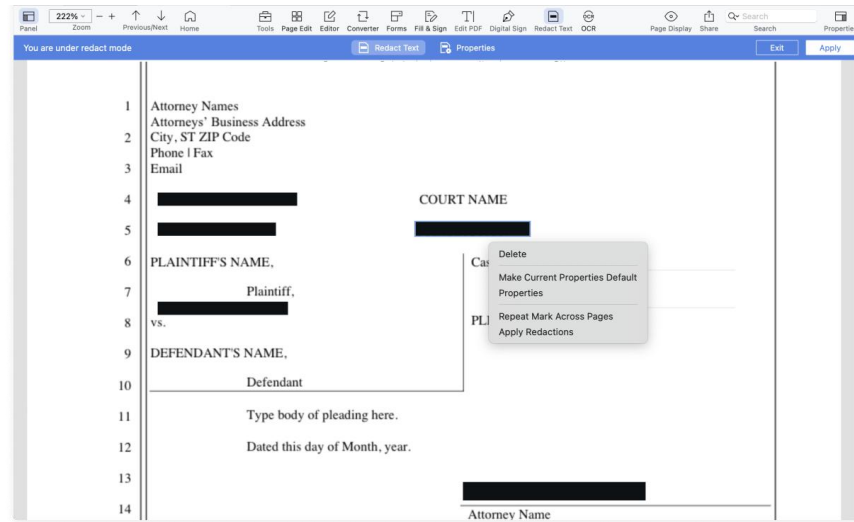 222% − +
Panel Zoom Previous/Next Home Tools Page Edit Editor Converter Forms Fill & Sign Edit PDF Digital Sign Redact Text OCR Page Display Share Search Search
You are under redact mode Redact Text Properties Exit Apply
1 Attorney Names
Attorneys' Business Address
2 City, ST ZIP Code
Phone | Fax
3 Email
4 COURT NAME
5
Delete
6 PLAINTIFF'S NAME,
Make Current Properties Default
7 Plaintiff,
Properties
8 vs.
Repeat Mark Across Pages
Apply Redactions
9 DEFENDANT'S NAME,
10 Defendant
11 Type body of pleading here.
12 Dated this day of Month, year.
13
14 Attorney Name